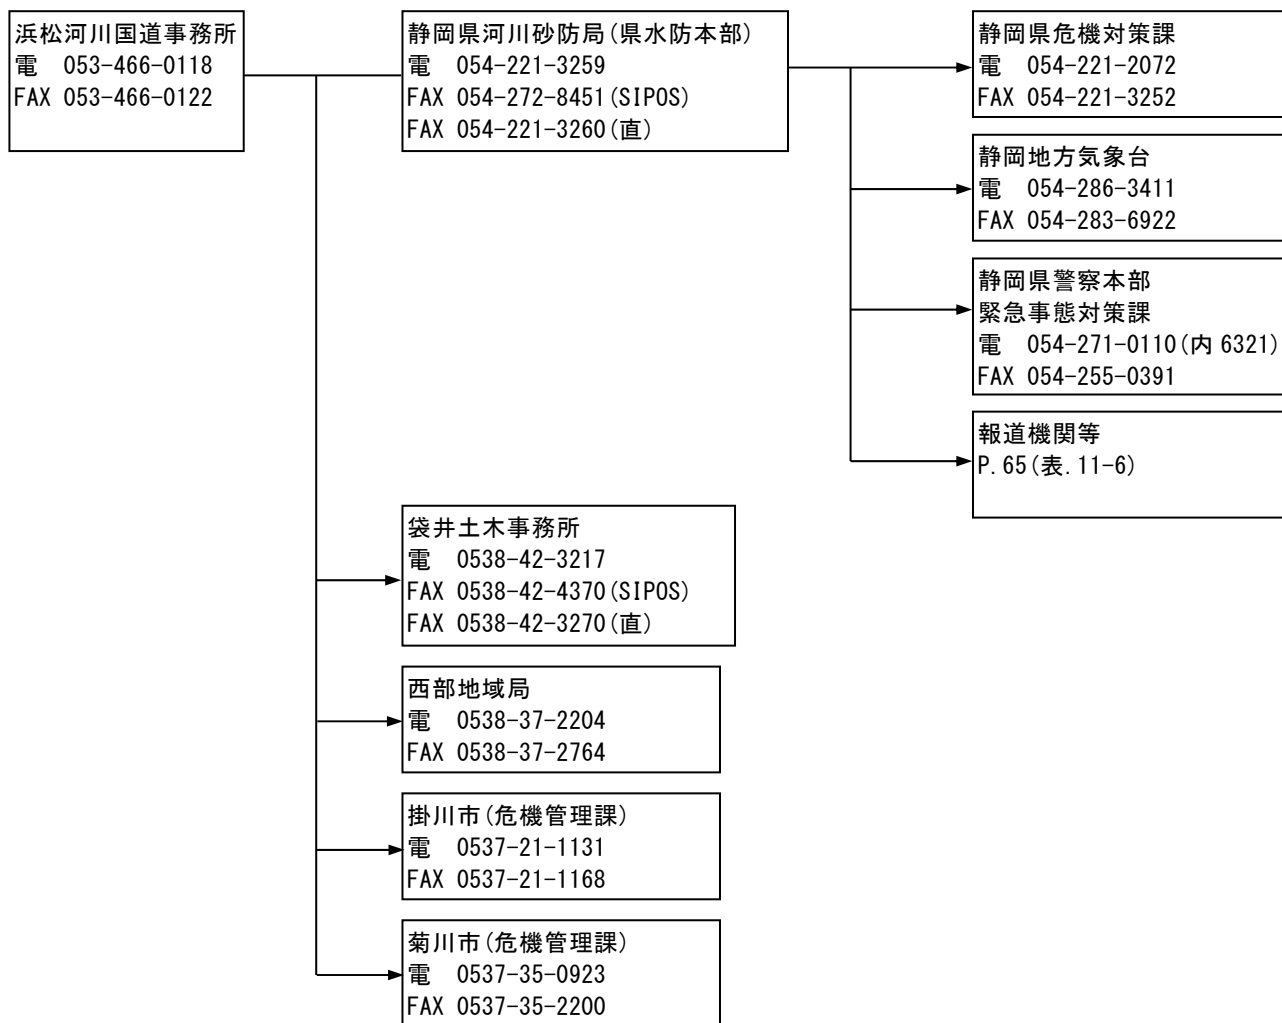 浜松河川国道事務所
電　053-466-0118
FAX 053-466-0122
静岡県河川砂防局(県水防本部)
電　054-221-3259
FAX 054-272-8451(SIPOS)
FAX 054-221-3260(直)
静岡県危機対策課
電　054-221-2072
FAX 054-221-3252
静岡地方気象台
電　054-286-3411
FAX 054-283-6922
静岡県警察本部
緊急事態対策課
電　054-271-0110(内 6321)
FAX 054-255-0391
報道機関等
P.65(表.11-6)
袋井土木事務所
電　0538-42-3217
FAX 0538-42-4370(SIPOS)
FAX 0538-42-3270(直)
西部地域局
電　0538-37-2204
FAX 0538-37-2764
掛川市(危機管理課)
電　0537-21-1131
FAX 0537-21-1168
菊川市(危機管理課)
電　0537-35-0923
FAX 0537-35-2200